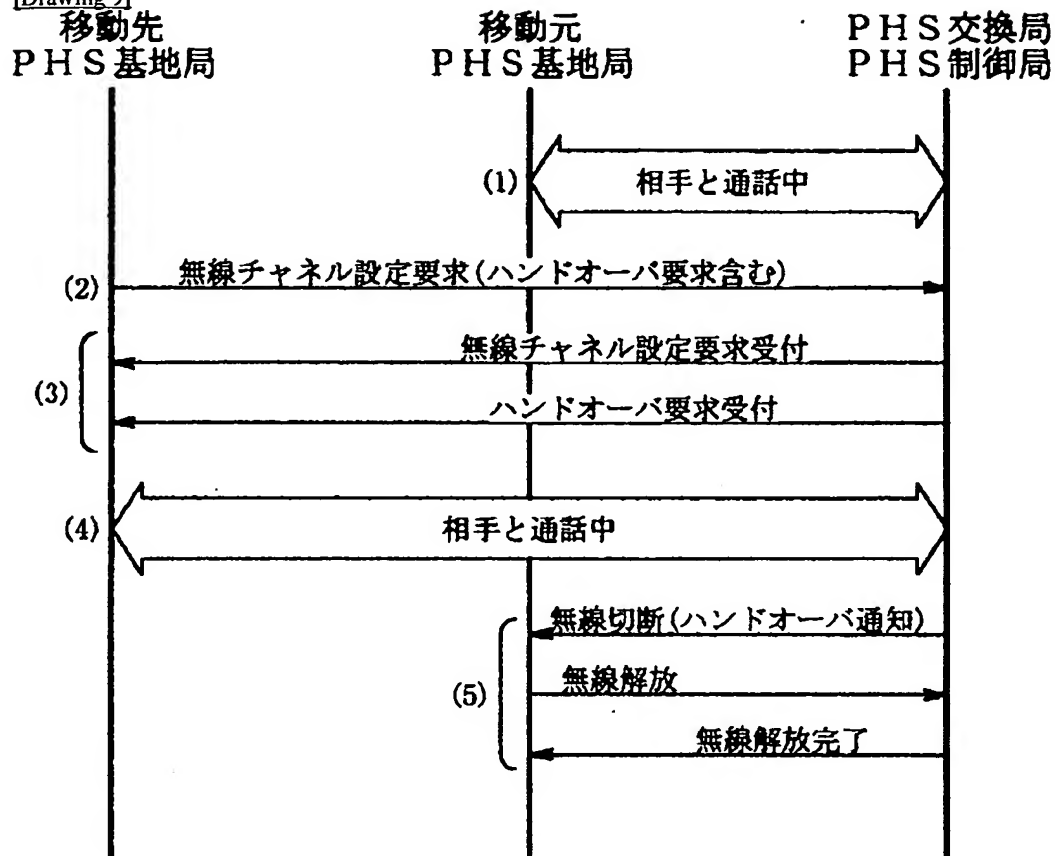 [Drawing 9]
移動先
PHS基地局
移動元
PHS基地局
PHS交換局
PHS制御局
(1)
相手と通話中
(2)
無線チャネル設定要求(ハンドオーバ要求含む)
(3)
無線チャネル設定要求受付
ハンドオーバ要求受付
(4)
相手と通話中
(5)
無線切断(ハンドオーバ通知)
無線解放
無線解放完了